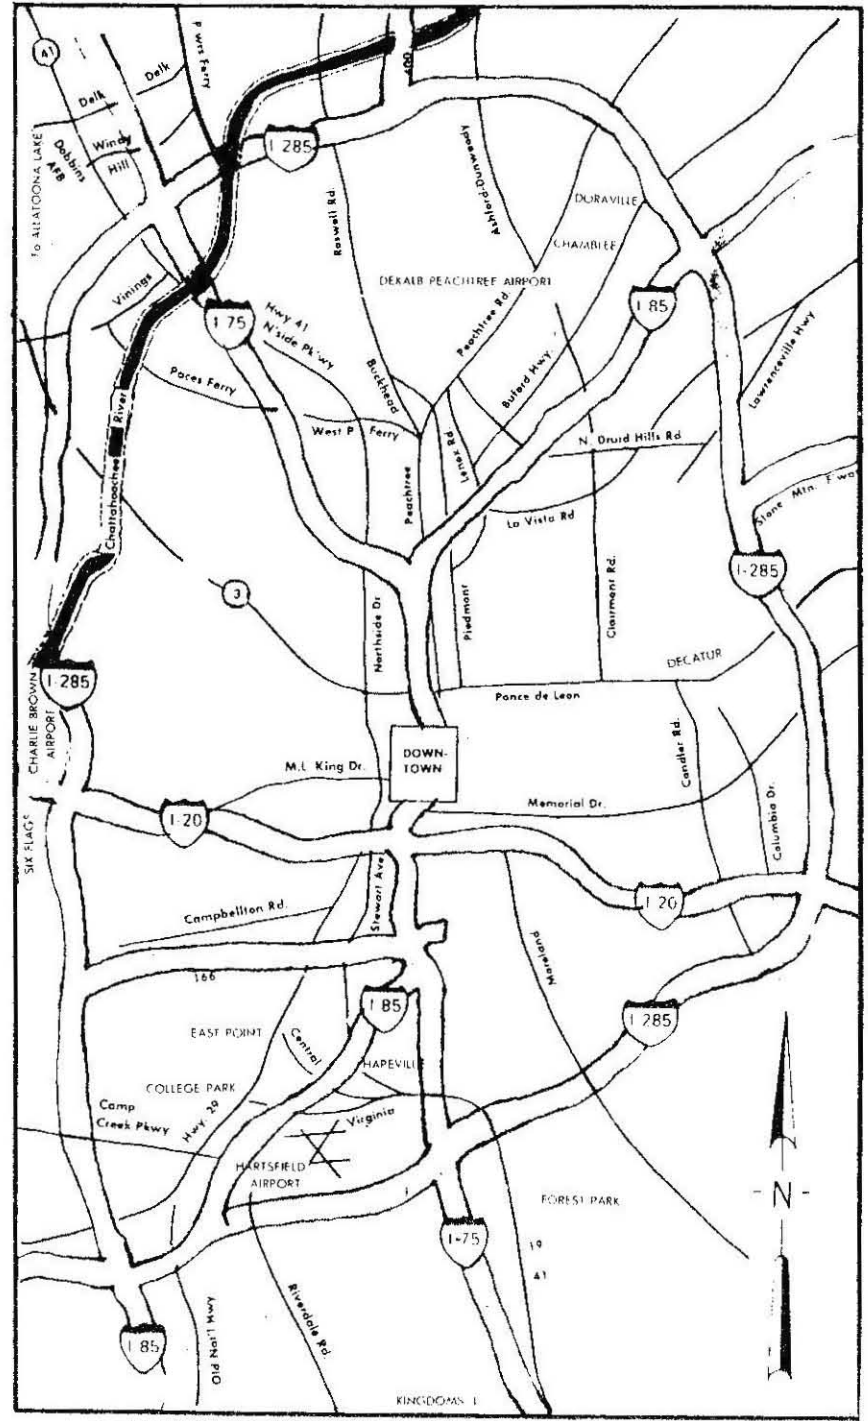 41
Delk
P wrs Ferry
400
Delk
Windy
Hill
Dobbins
AFB
To ALLATOONA LAKE
I 285
Roswell Rd.
Ashford-Dunwoody
DORAVILLE
CHAMBLEE
DEKALB PEACHTREE AIRPORT
Vinings
I 75
Hwy 41
N'side Pk'wy
Peachtree Rd.
I 85
Lawrenceville Hwy
Paces Ferry
Buckhead
Buford Hwy.
River
West P. Ferry
Lenox Rd
N. Druid Hills Rd
Chattahoochee
Peachtree
La Vista Rd
Stone Mtn. F'way
I-285
3
Northside Dr
Piedmont
Clairmont Rd.
DECATUR
I-285
Ponce de Leon
CHARLIE BROWN
AIRPORT
DOWN-
TOWN
Candler Rd.
M.L. King Dr.
Memorial Dr.
Columbia Dr.
I-20
SIX FLAGS
Stewart Ave
I 20
Campbellton Rd.
Moreland
166
I 85
I 285
EAST POINT
Central
HAPEVILLE
COLLEGE PARK
Camp
Creek Pkwy
Hwy. 29
Virginia
HARTSFIELD
AIRPORT
N
FOREST PARK
I-75
19
41
I 85
Old Nat'l Hwy
Riverdale Rd.
KINGDOMS